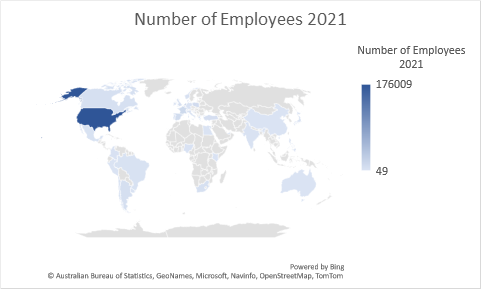 Number of Employees 2021
Number of Employees
2021
176009
49
Powered by Bing
© Australian Bureau of Statistics, GeoNames, Microsoft, Navinfo, OpenStreetMap, TomTom